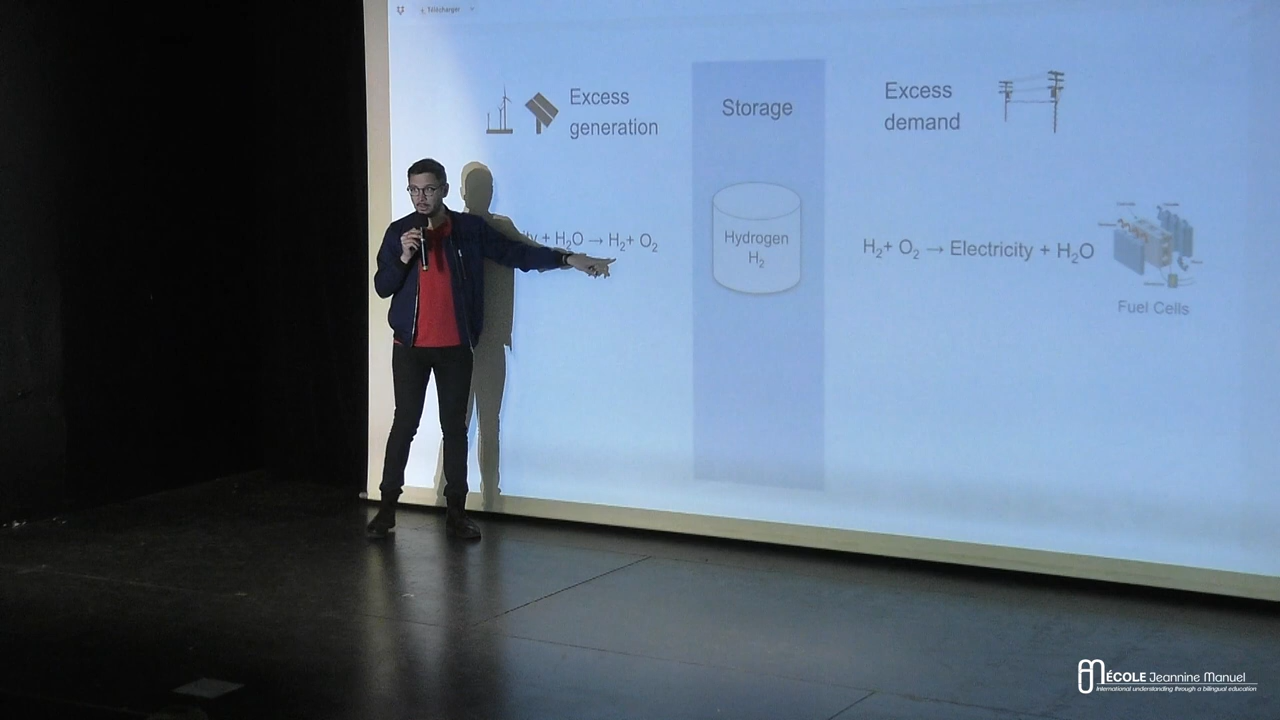 Télécharger
Excess
generation
Storage
Excess
demand
ity + H₂O → H₂+ O₂
Hydrogen
H₂
H₂+ O₂ → Electricity + H₂O
Fuel Cells
ÉCOLE Jeannine Manuel
International understanding through a bilingual education